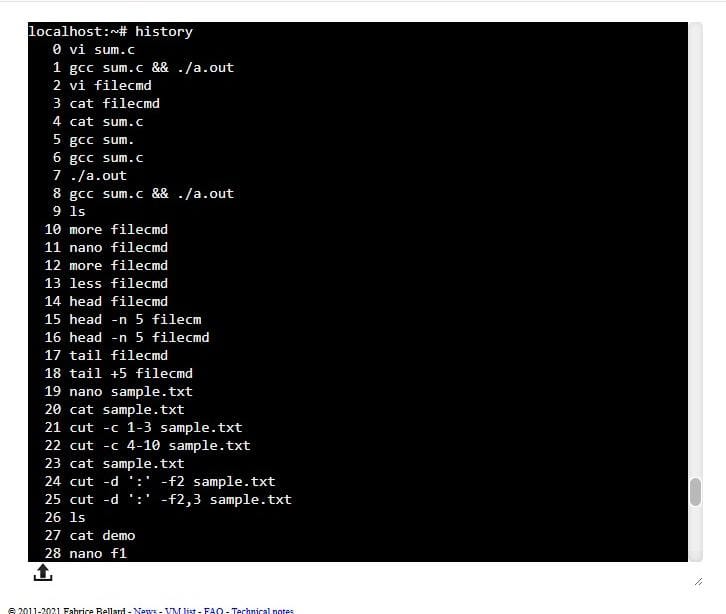 localhost:~# history
0 vi sum.c
1 gcc sum.c && ./a.out
2 vi filecmd
3 cat filecmd
4 cat sum.c
5 gcc sum.
6 gcc sum.c
7 ./a.out
8 gcc sum.c && ./a.out
9 ls
10 more filecmd
11 nano filecmd
12 more filecmd
13 less filecmd
14 head filecmd
15 head -n 5 filecm
16 head -n 5 filecmd
17 tail filecmd
18 tail +5 filecmd
19 nano sample.txt
20 cat sample.txt
21 cut -c 1-3 sample.txt
22 cut -c 4-10 sample.txt
23 cat sample.txt
24 cut -d ':' -f2 sample.txt
25 cut -d ':' -f2,3 sample.txt
26 ls
27 cat demo
28 nano f1
© 2011-2021 Fabrice Bellard - News - VM list - FAQ - Technical notes